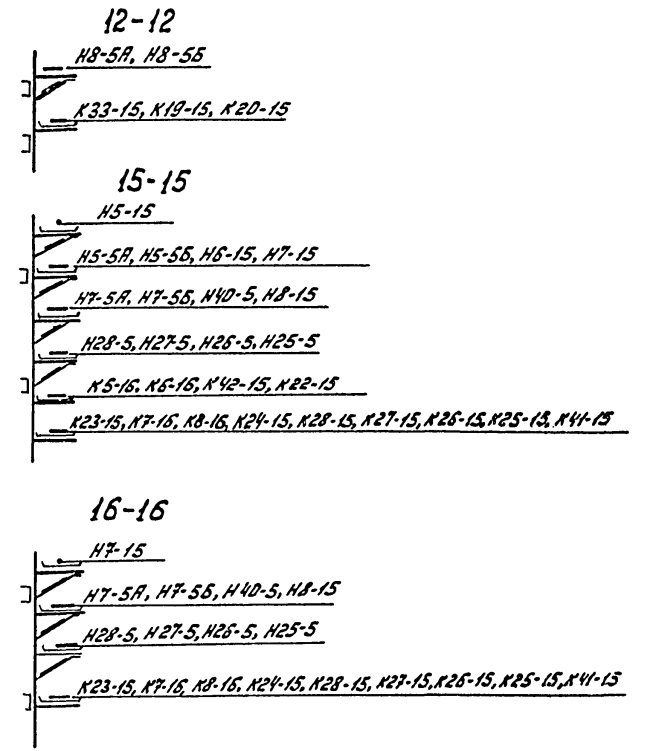 12-12
Н8-5А, Н8-5Б
К33-15, К19-15, К20-15
15-15
Н5-15
Н5-5А, Н5-5Б, Н6-15, Н7-15
Н7-5А, Н7-5Б, Н40-5, Н8-15
Н28-5, Н27-5, Н26-5, Н25-5
К5-16, К6-16, К42-15, К22-15
К23-15, К7-16, К8-16, К24-15, К28-15, К27-15, К26-15, К25-15, К41-15
16-16
Н7-15
Н7-5А, Н7-5Б, Н40-5, Н8-15
Н28-5, Н27-5, Н26-5, Н25-5
К23-15, К7-16, К8-16, К24-15, К28-15, К27-15, К26-15, К25-15, К41-15